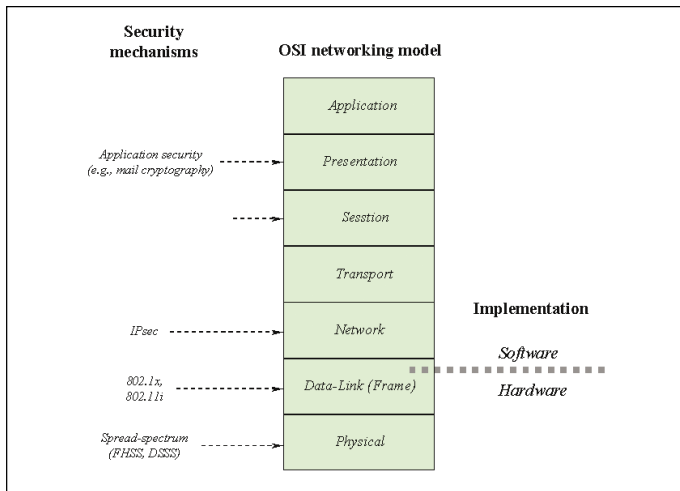 Security
mechanisms
OSI networking model
Application
Application security
(e.g., mail cryptography)
Presentation
Sesstion
Transport
Implementation
IPsec
Network
Software
802.1x,
802.11i
Data-Link (Frame)
Hardware
Spread-spectrum
(FHSS, DSSS)
Physical